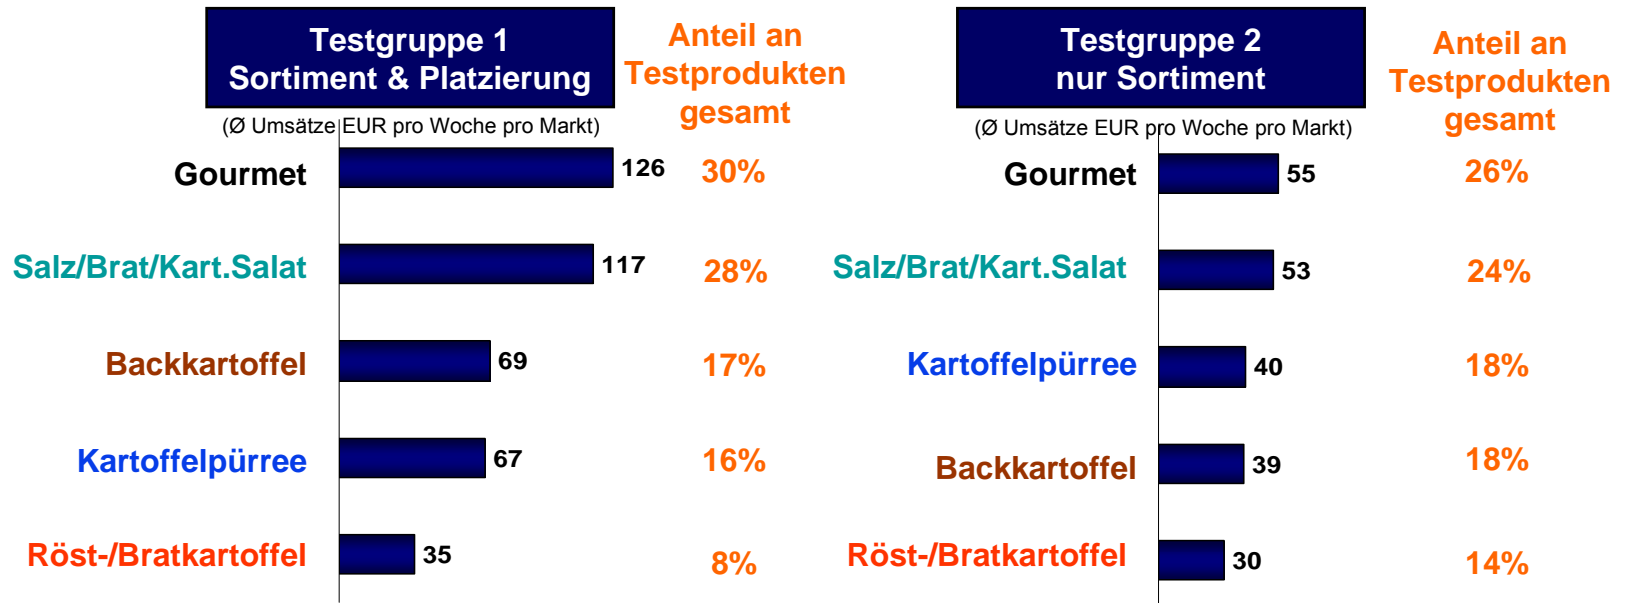 Testgruppe 1
Sortiment & Platzierung
Anteil an
Testprodukten
gesamt
(Ø Umsätze EUR pro Woche pro Markt)
Gourmet 126 30%
Salz/Brat/Kart.Salat 117 28%
Backkartoffel 69 17%
Kartoffelpürree 67 16%
Röst-/Bratkartoffel 35 8%
Testgruppe 2
nur Sortiment
Anteil an
Testprodukten
gesamt
(Ø Umsätze EUR pro Woche pro Markt)
Gourmet 55 26%
Salz/Brat/Kart.Salat 53 24%
Kartoffelpürree 40 18%
Backkartoffel 39 18%
Röst-/Bratkartoffel 30 14%